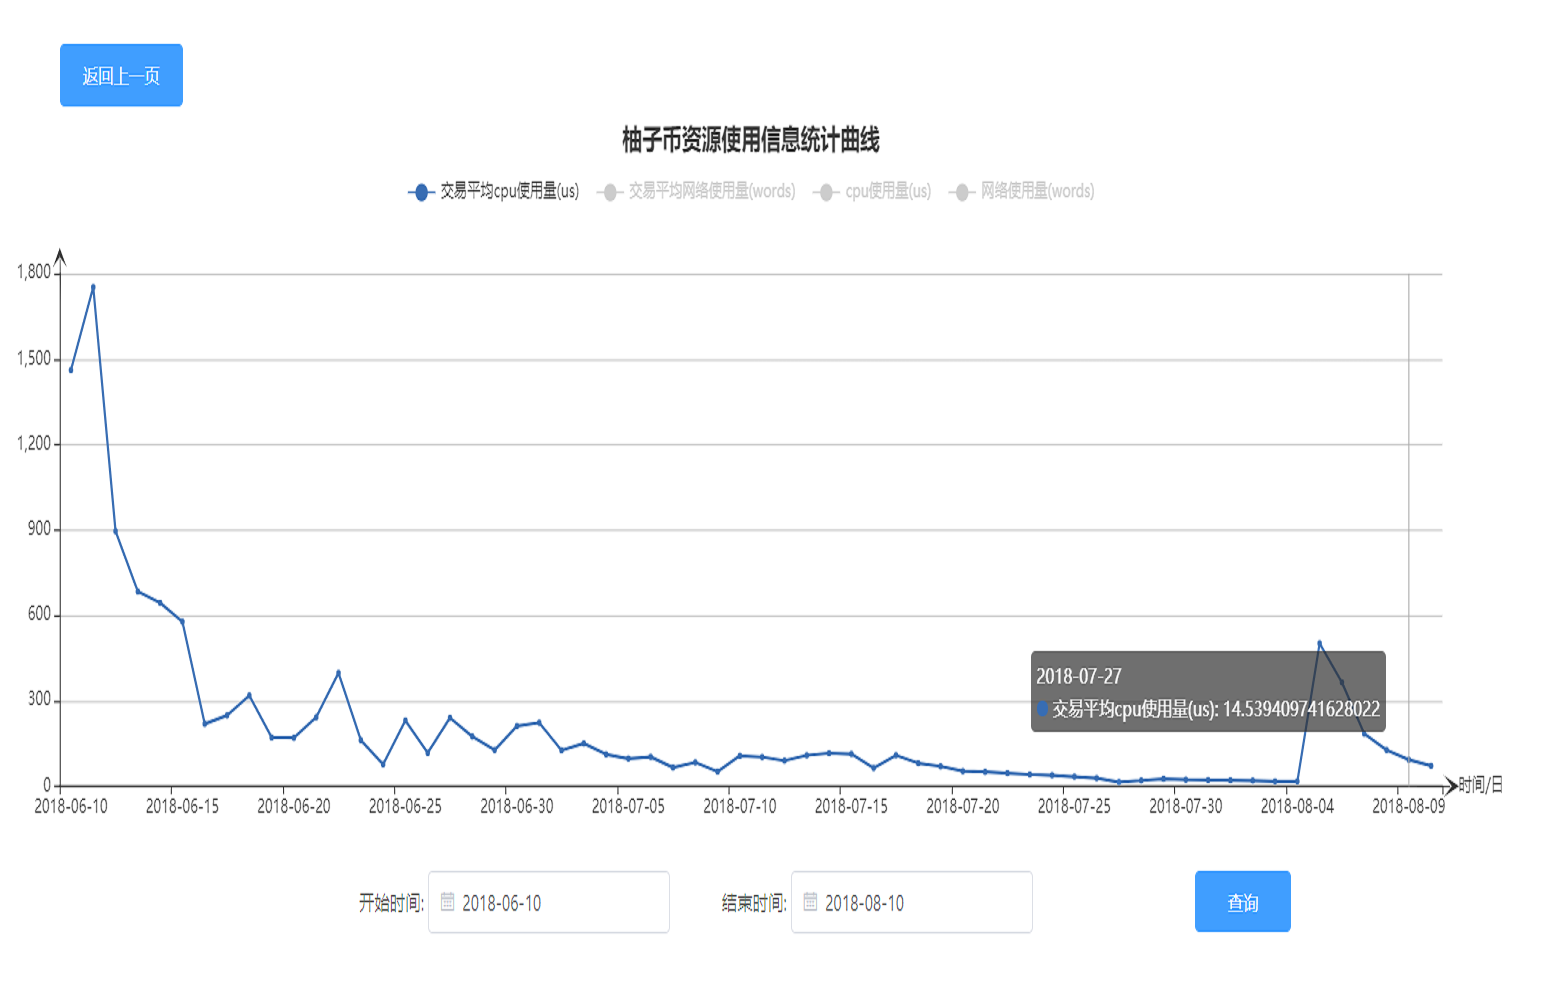 返回上一页
柚子币资源使用信息统计曲线
交易平均cpu使用量(us) 交易平均网络使用量(words) cpu使用量(us) 网络使用量(words)
1,800
1,500
1,200
900
600
2018-07-27
交易平均cpu使用量(us): 14.539409741628022
300
0
时间/日
2018-06-10 2018-06-15 2018-06-20 2018-06-25 2018-06-30 2018-07-05 2018-07-10 2018-07-15 2018-07-20 2018-07-25 2018-07-30 2018-08-04 2018-08-09
开始时间: 2018-06-10 结束时间: 2018-08-10 查询